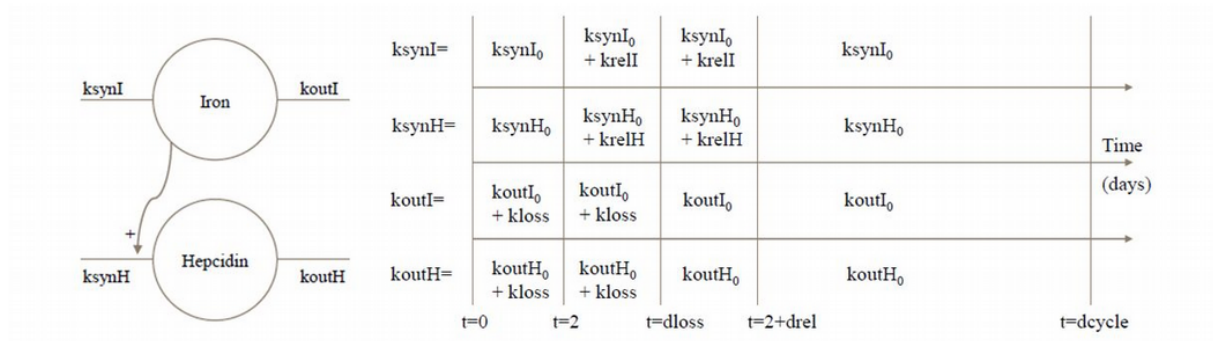 ksynI
Iron
koutI
+
ksynH
Hepcidin
koutH
ksynI= ksynI₀ ksynI₀ + krelI ksynI₀ + krelI ksynI₀
ksynH= ksynH₀ ksynH₀ + krelH ksynH₀ + krelH ksynH₀
koutI= koutI₀ + kloss koutI₀ + kloss koutI₀ koutI₀
koutH= koutH₀ + kloss koutH₀ + kloss koutH₀ koutH₀
Time
(days)
t=0 t=2 t=dloss t=2+drel t=dcycle